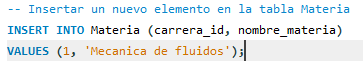 -- Insertar un nuevo elemento en la tabla Materia
INSERT INTO Materia (carrera_id, nombre_materia)
VALUES (1, 'Mecanica de fluidos');